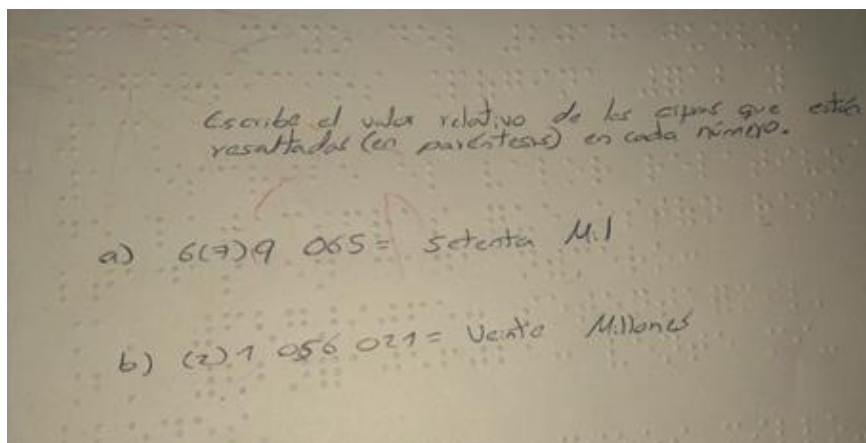 Escribe el valor relativo de las cifras que están
resaltadas (en paréntesis) en cada número.
a) 6(7)9 065 = Setenta Mil
b) (2)1 056 021 = Veinte Millones